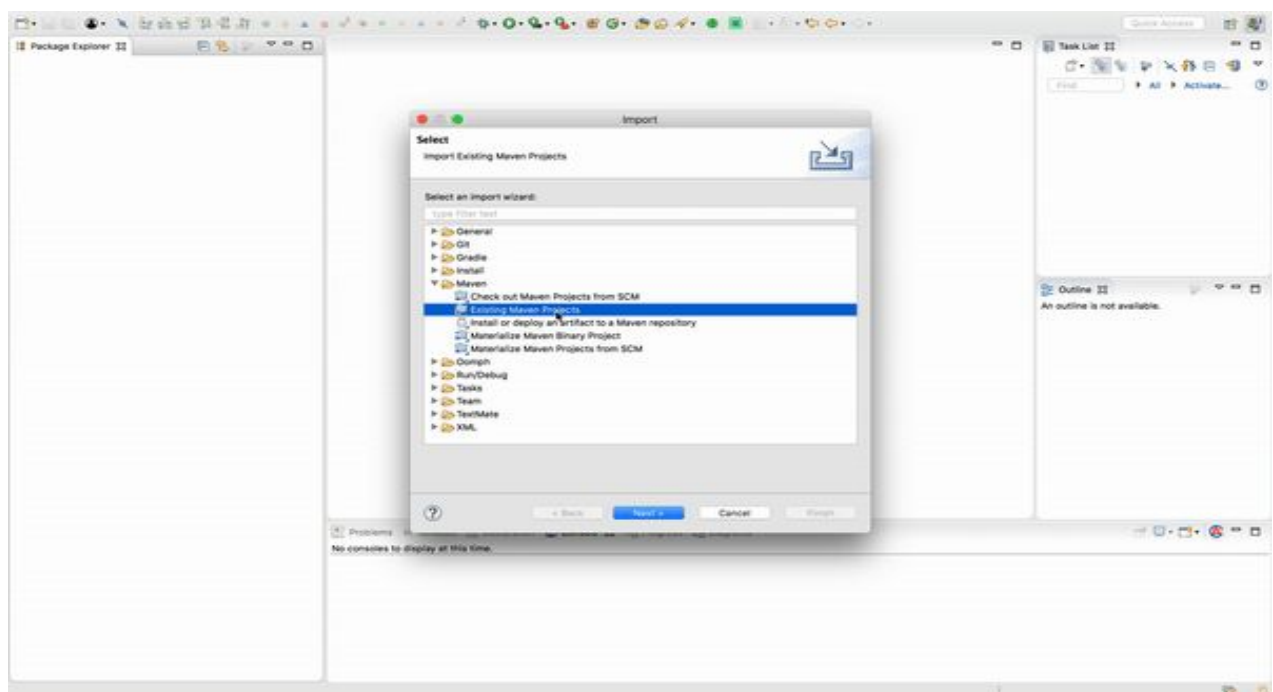 Quick Access
Package Explorer
Task List
Find
All
Activate...
Import
Select
Import Existing Maven Projects
Select an import wizard:
type filter text
General
Git
Gradle
Install
Maven
Check out Maven Projects from SCM
Existing Maven Projects
Install or deploy an artifact to a Maven repository
Materialize Maven Binary Project
Materialize Maven Projects from SCM
Oomph
Run/Debug
Tasks
Team
TextMate
XML
Outline
An outline is not available.
< Back
Next >
Cancel
Finish
Problems
No consoles to display at this time.